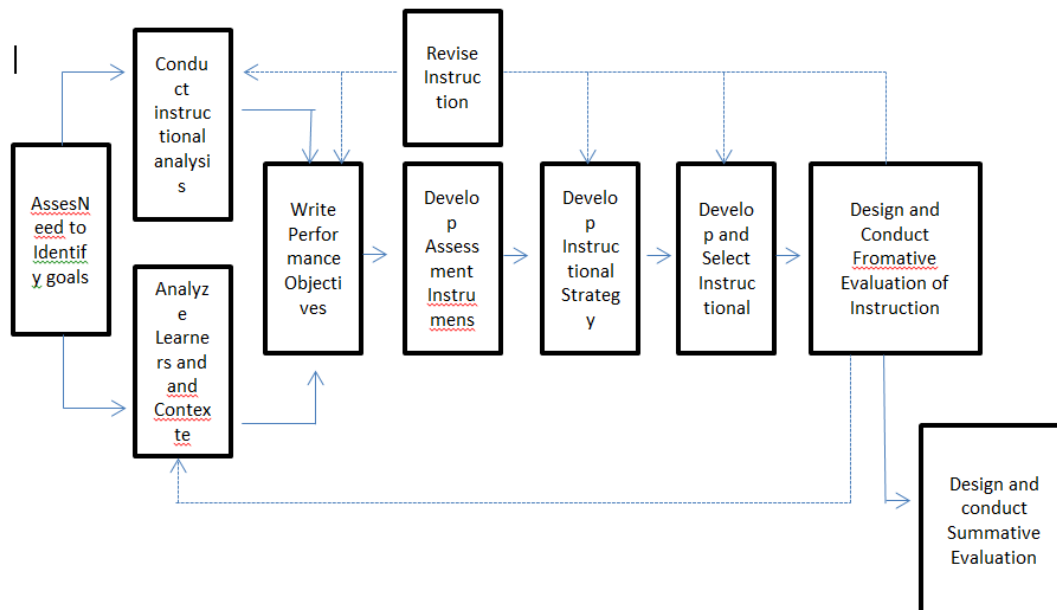 AssesN
eed to
Identif
y goals
Condu
ct
instruc
tional
analysi
s
Analyz
e
Learne
rs and
and
Contex
te
Revise
Instruc
tion
Write
Perfor
mance
Objecti
ves
Develo
p
Assess
ment
Instru
mens
Develo
p
Instruc
tional
Strateg
y
Develo
p and
Select
Instruc
tional
Design and
Conduct
Fromative
Evaluation of
Instruction
Design and
conduct
Summative
Evaluation